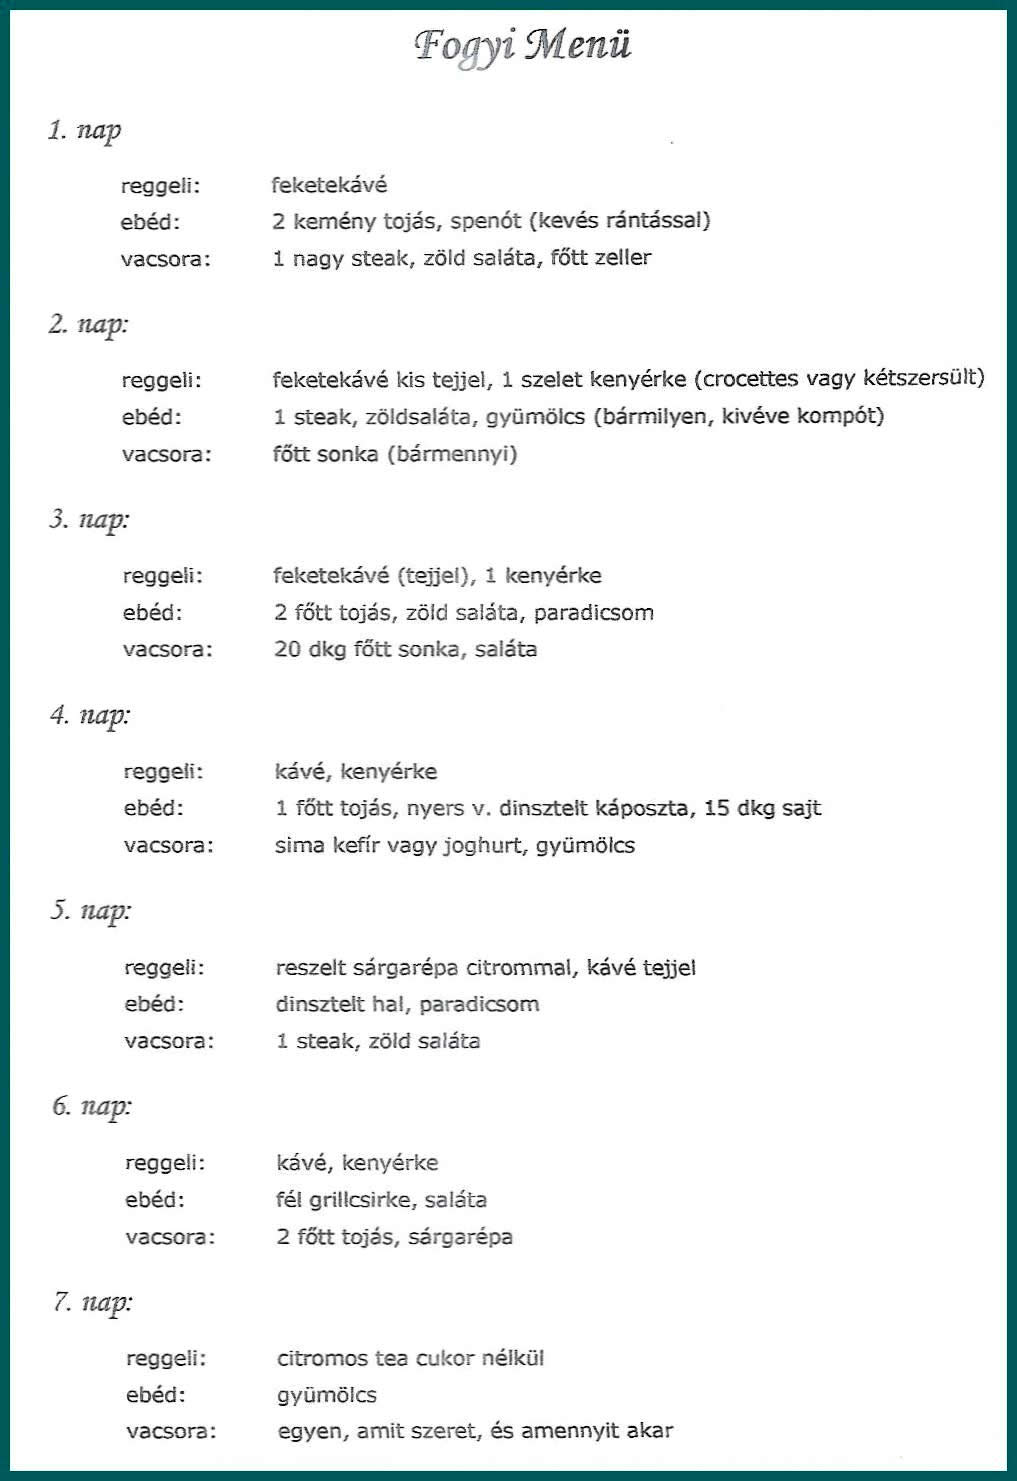 Fogyi Menü
1. nap
reggeli: feketekávé
ebéd: 2 kemény tojás, spenót (kevés rántással)
vacsora: 1 nagy steak, zöld saláta, főtt zeller
2. nap:
reggeli: feketekávé kis tejjel, 1 szelet kenyérke (crocettes vagy kétszersült)
ebéd: 1 steak, zöldsaláta, gyümölcs (bármilyen, kivéve kompót)
vacsora: főtt sonka (bármennyi)
3. nap:
reggeli: feketekávé (tejjel), 1 kenyérke
ebéd: 2 főtt tojás, zöld saláta, paradicsom
vacsora: 20 dkg főtt sonka, saláta
4. nap:
reggeli: kávé, kenyérke
ebéd: 1 főtt tojás, nyers v. dinsztelt káposzta, 15 dkg sajt
vacsora: sima kefír vagy joghurt, gyümölcs
5. nap:
reggeli: reszelt sárgarépa citrommal, kávé tejjel
ebéd: dinsztelt hal, paradicsom
vacsora: 1 steak, zöld saláta
6. nap:
reggeli: kávé, kenyérke
ebéd: fél grillcsirke, saláta
vacsora: 2 főtt tojás, sárgarépa
7. nap:
reggeli: citromos tea cukor nélkül
ebéd: gyümölcs
vacsora: egyen, amit szeret, és amennyit akar